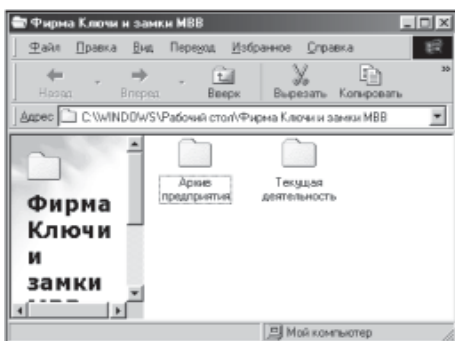 Фирма Ключи и замки МВВ
Файл Правка Вид Переход Избранное Справка
Назад Вперед Вверх Вырезать Копировать »
Адрес C:\WINDOWS\Рабочий стол\Фирма Ключи и замки МВВ
Фирма
Ключи
и
замки
Архив
предприятия
Текущая
деятельность
Мой компьютер